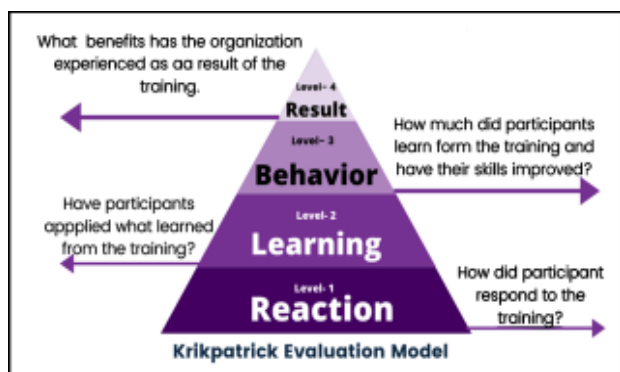 What benefits has the organization
experienced as aa result of the
training.
Level- 4
Result
Level- 3
Behavior
How much did participants
learn form the training and
have their skills improved?
Have participants
appplied what learned
from the training?
Level- 2
Learning
Level- 1
Reaction
How did participant
respond to the
training?
Krikpatrick Evaluation Model